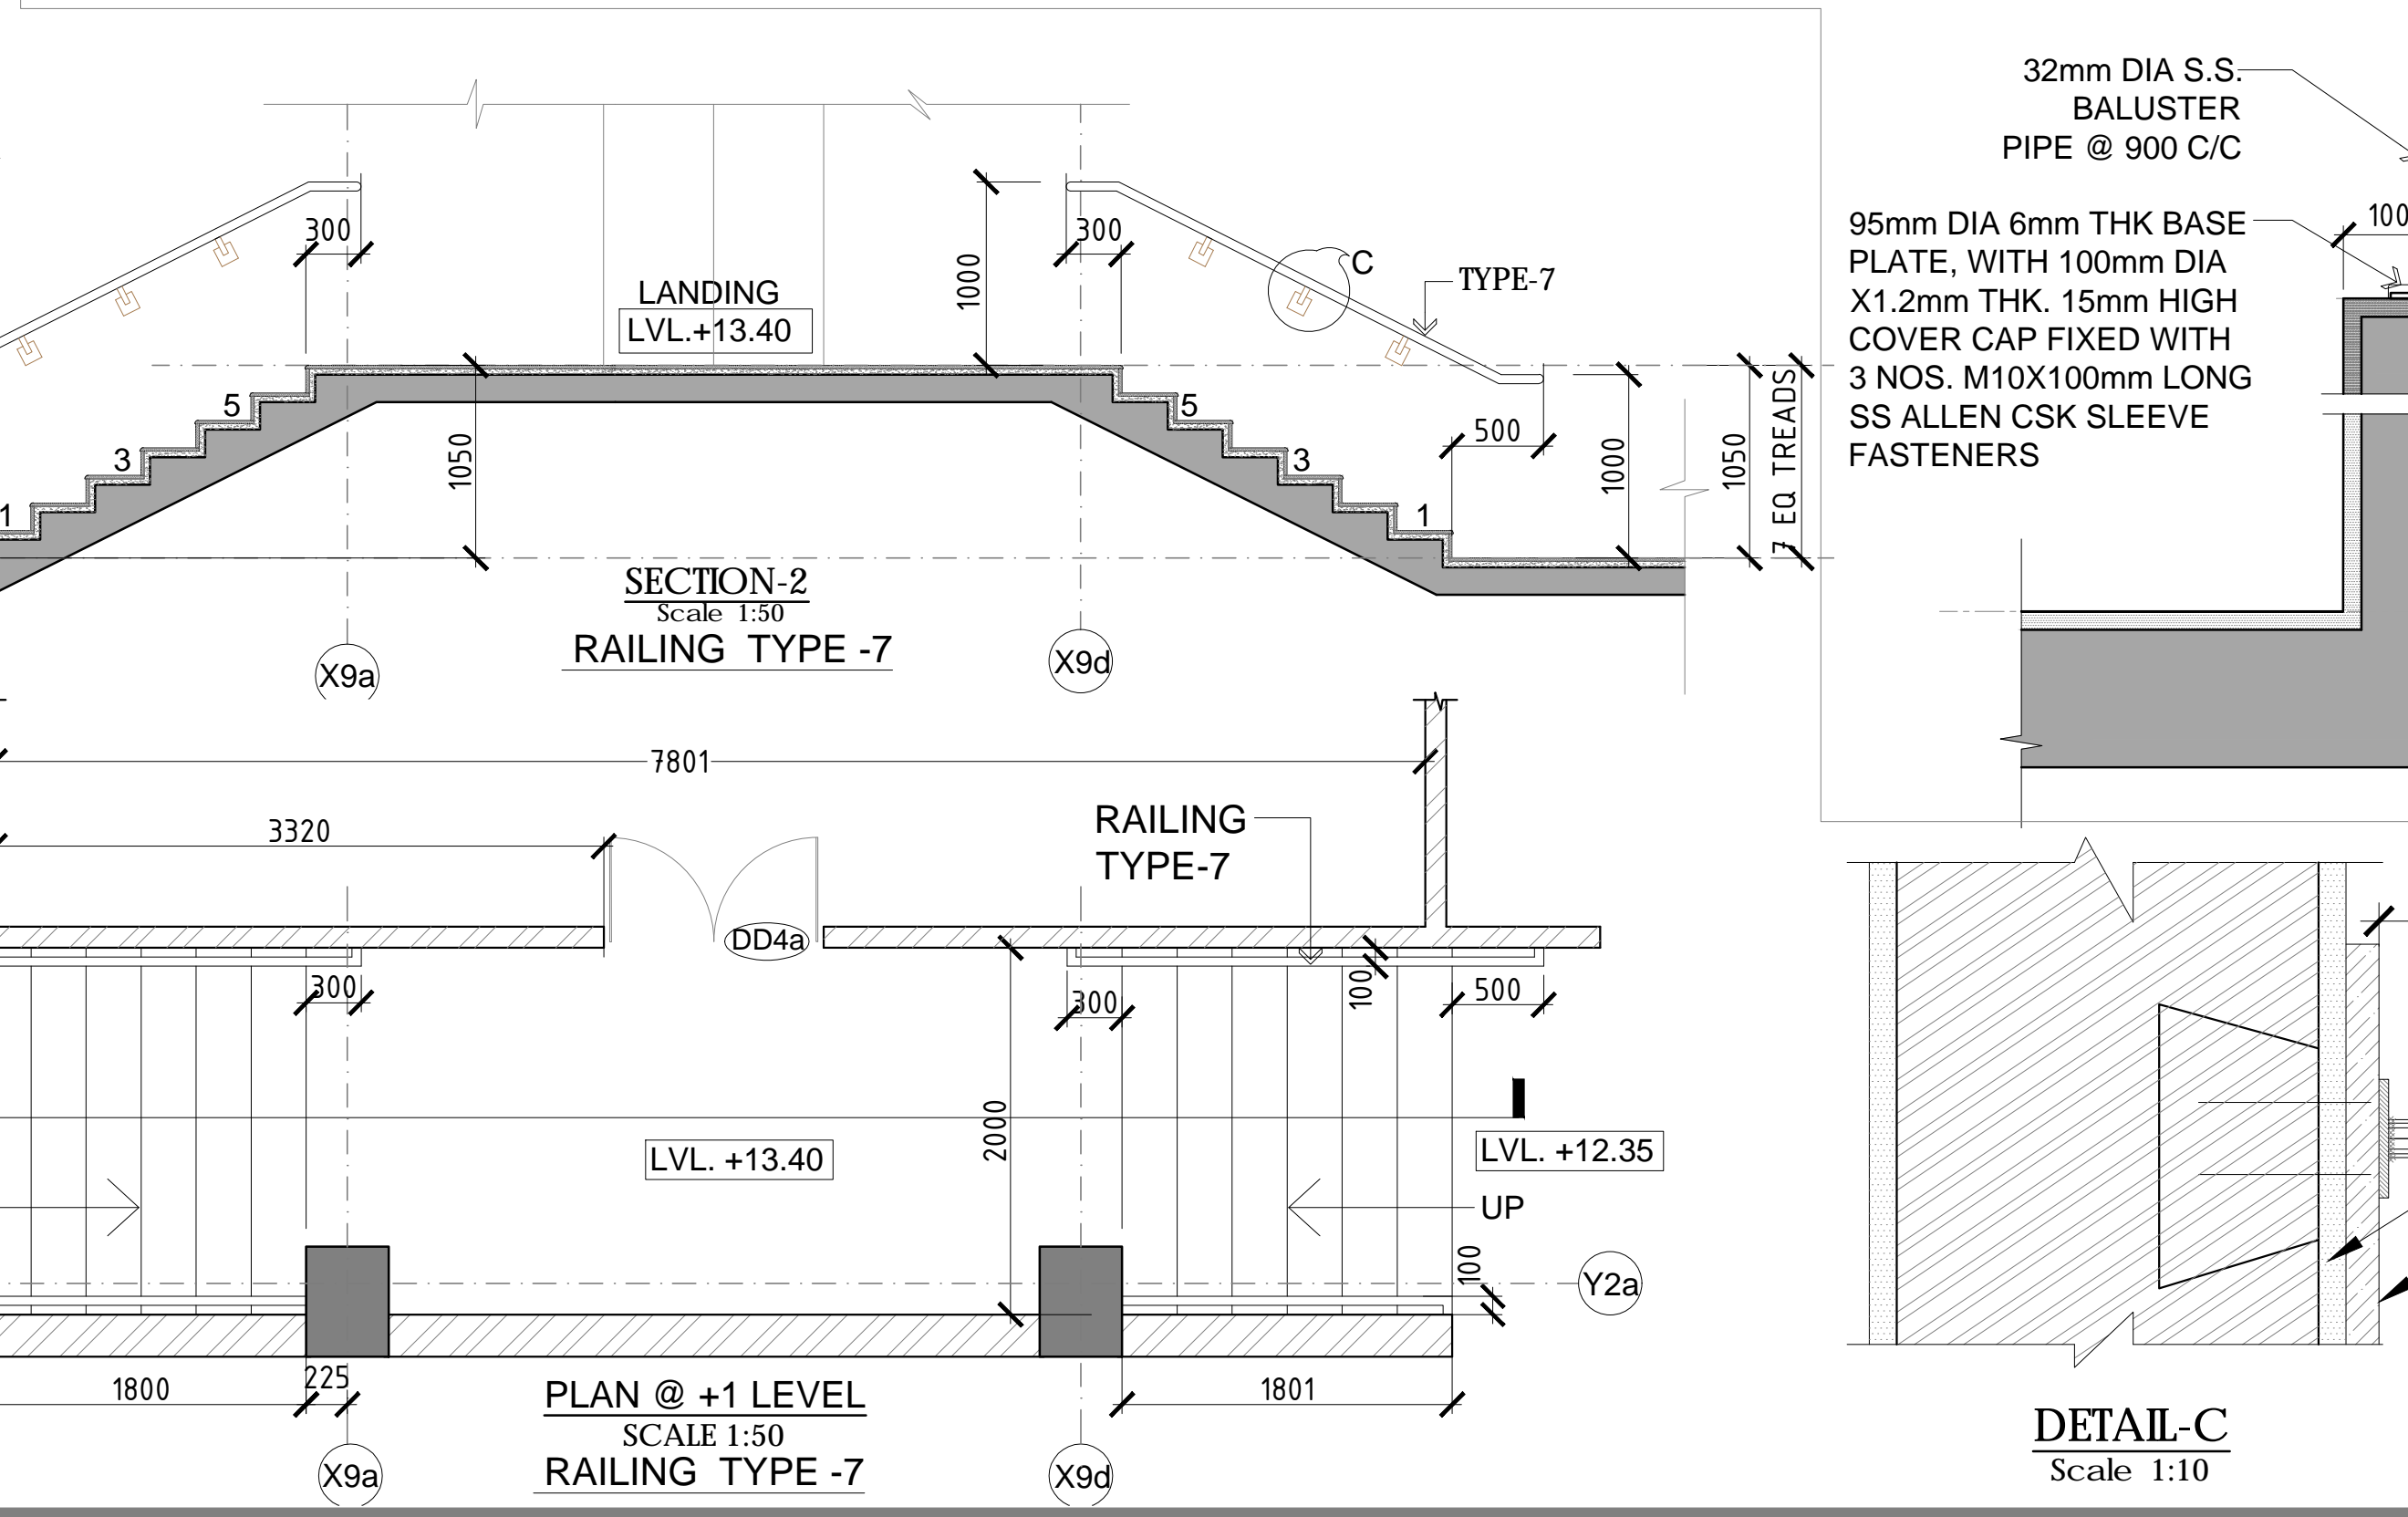 32mm DIA S.S.
BALUSTER
PIPE @ 900 C/C
95mm DIA 6mm THK BASE
PLATE, WITH 100mm DIA
X1.2mm THK. 15mm HIGH
COVER CAP FIXED WITH
3 NOS. M10X100mm LONG
SS ALLEN CSK SLEEVE
FASTENERS
100
300
1000
300
C
TYPE-7
LANDING
LVL.+13.40
5
3
1
1050
5
3
1
500
1000
1050
7 EQ TREADS
SECTION-2
Scale 1:50
RAILING TYPE -7
X9a
X9d
7801
3320
RAILING
TYPE-7
DD4a
300
300
100
500
2000
LVL. +13.40
LVL. +12.35
UP
100
Y2a
1800
225
1801
PLAN @ +1 LEVEL
SCALE 1:50
RAILING TYPE -7
X9a
X9d
DETAIL-C
Scale 1:10